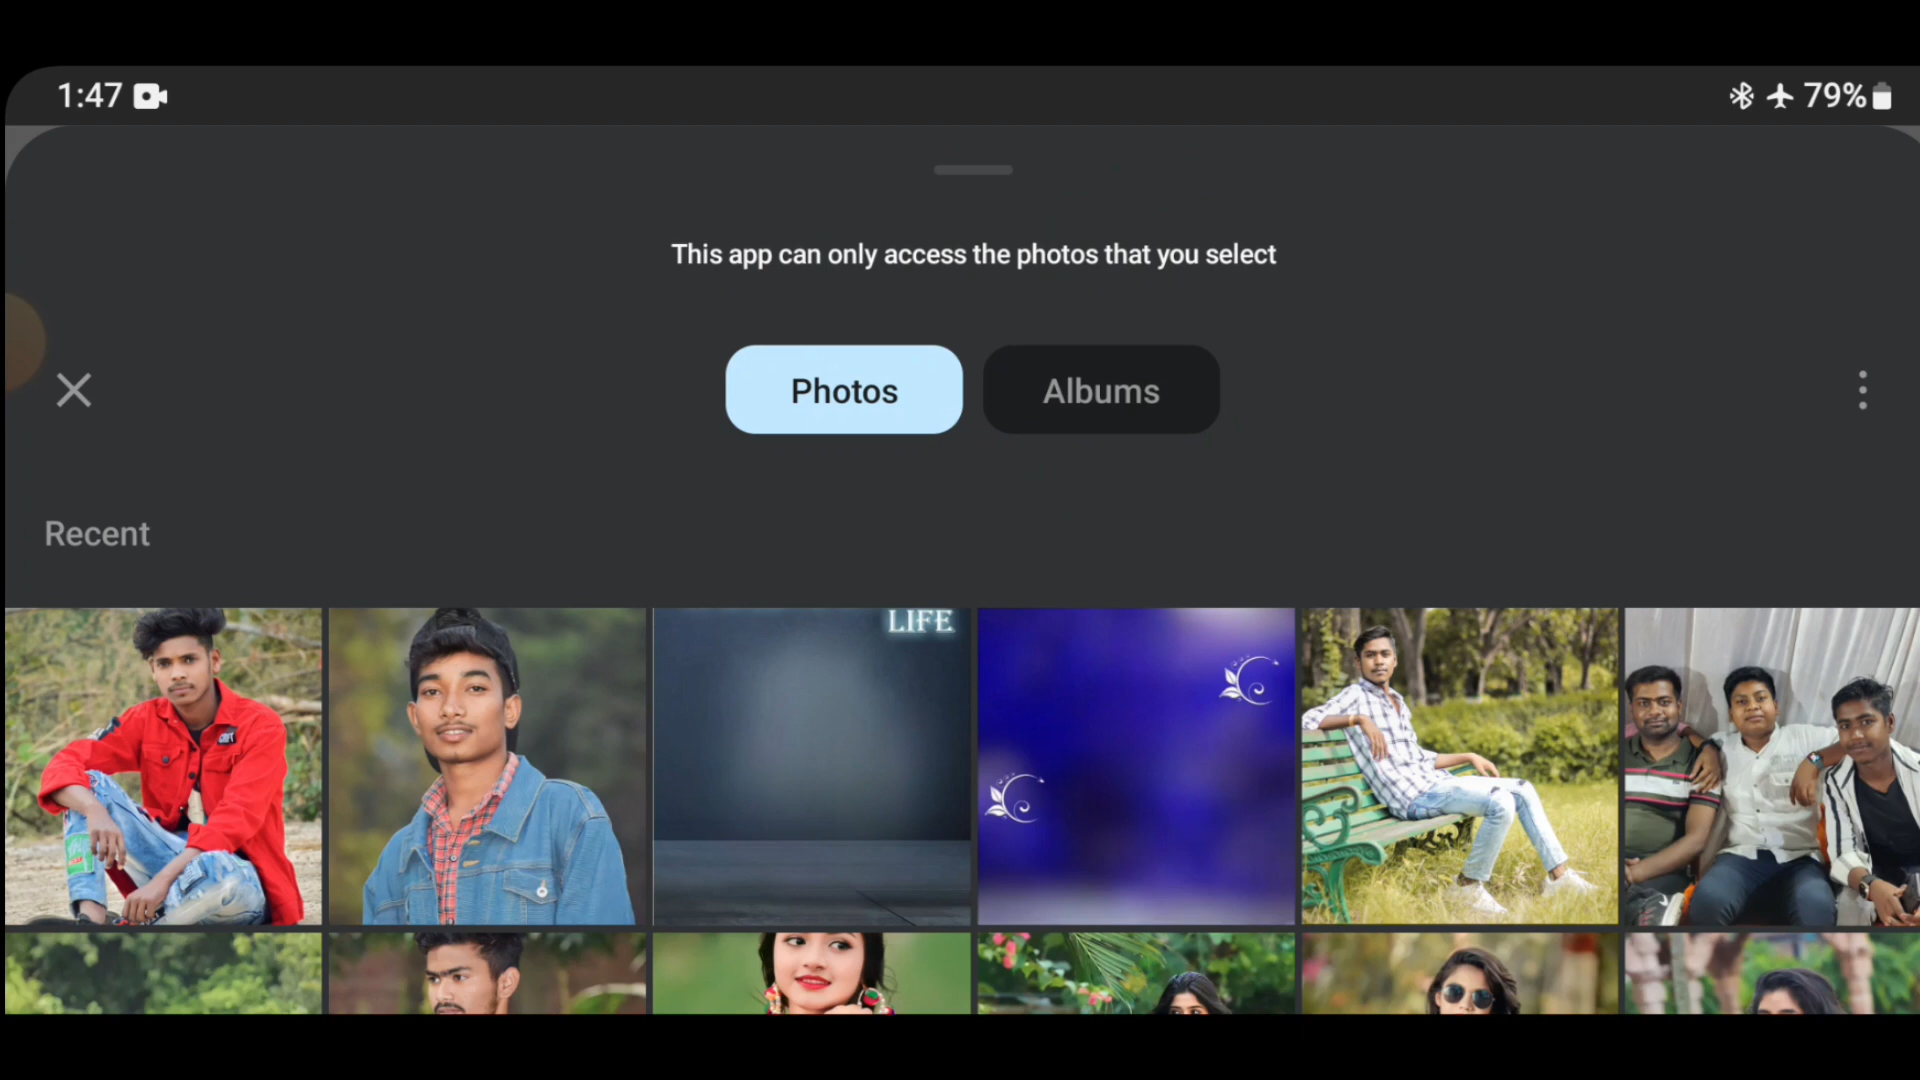 1:47
79%
This app can only access the photos that you select
Photos
Albums
Recent
LIFE